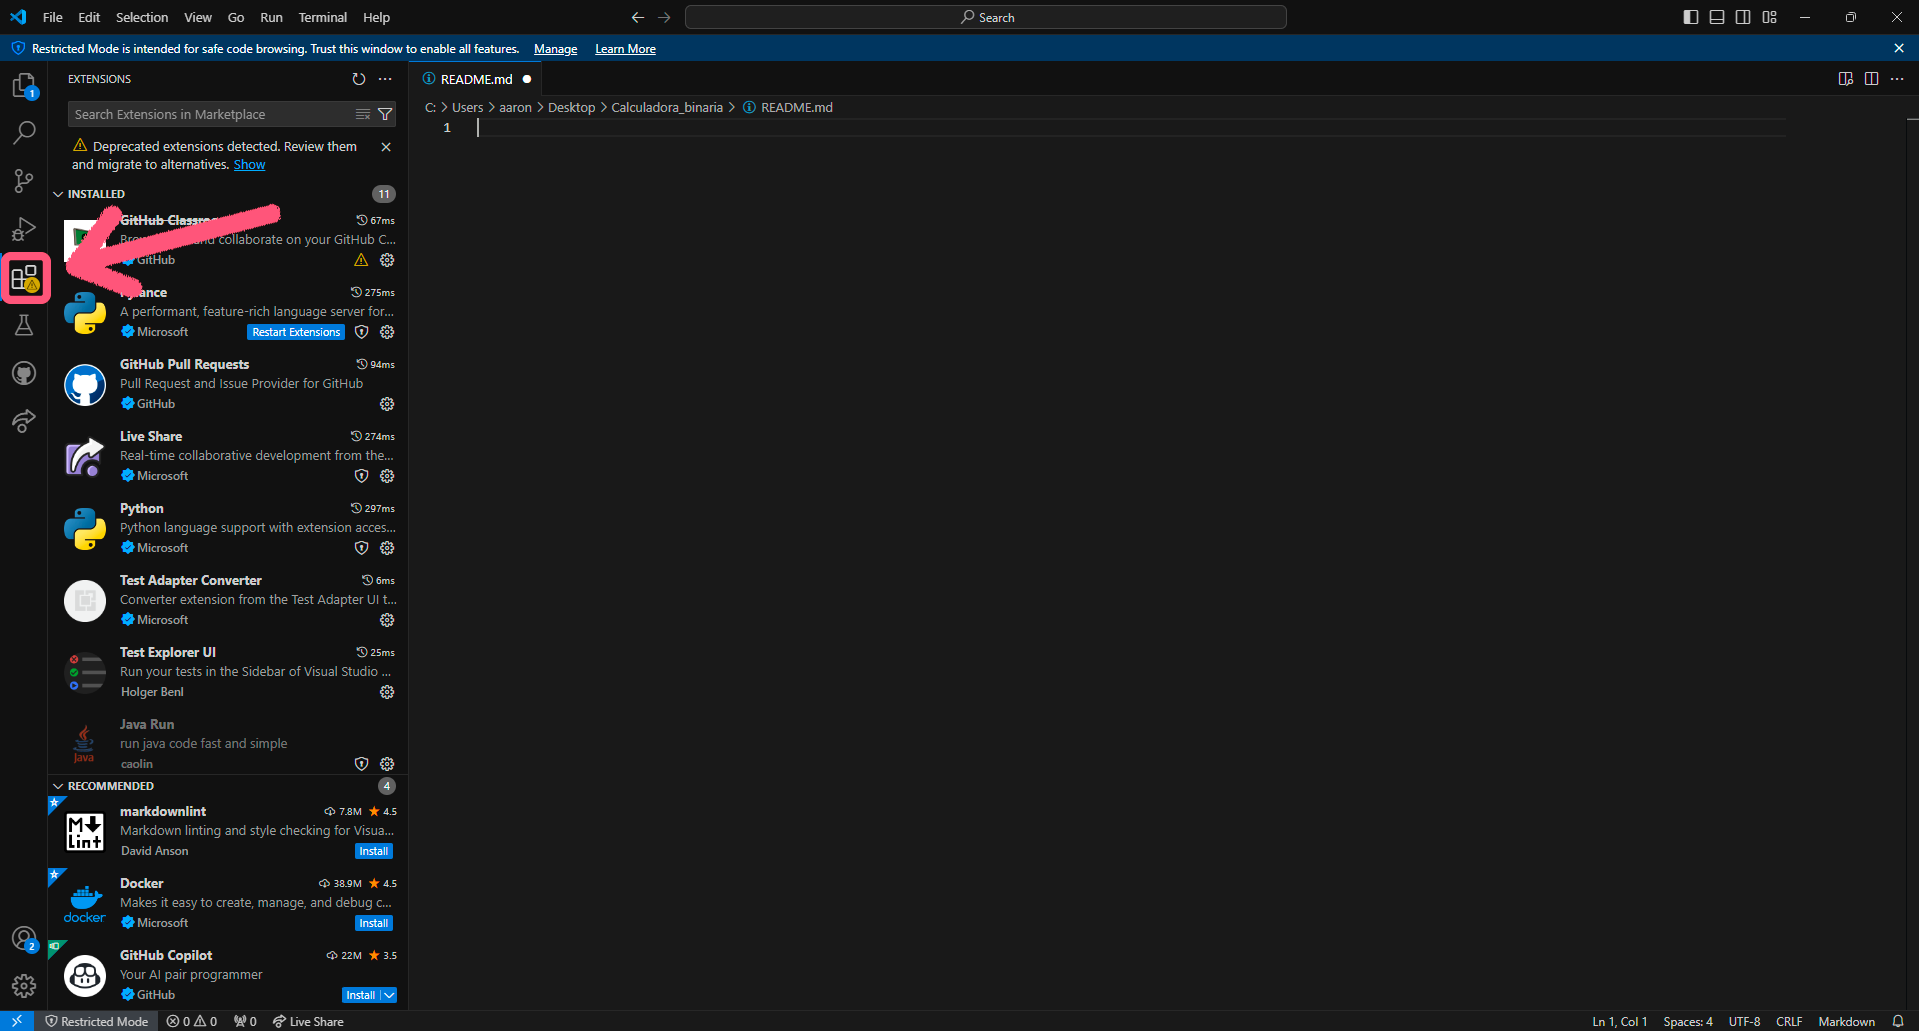 File Edit Selection View Go Run Terminal Help
Search
Restricted Mode is intended for safe code browsing. Trust this window to enable all features. Manage Learn More
1
EXTENSIONS
Search Extensions in Marketplace
Deprecated extensions detected. Review them
and migrate to alternatives. Show
INSTALLED 11
GitHub 67ms
and collaborate on your GitHub C...
GitHub
275ms
A performant, feature-rich language server for...
Microsoft Restart Extensions
GitHub Pull Requests 94ms
Pull Request and Issue Provider for GitHub
GitHub
Live Share 274ms
Real-time collaborative development from the...
Microsoft
Python 297ms
Python language support with extension acces...
Microsoft
Test Adapter Converter 6ms
Converter extension from the Test Adapter UI t...
Microsoft
Test Explorer UI 25ms
Run your tests in the Sidebar of Visual Studio ...
Holger Benl
Java Run
run java code fast and simple
Java
caolin
RECOMMENDED 4
markdownlint 7.8M 4.5
M Lint
Markdown linting and style checking for Visua...
David Anson Install
Docker 38.9M 4.5
Makes it easy to create, manage, and debug c...
docker
Microsoft Install
GitHub Copilot 22M 3.5
Your AI pair programmer
GitHub Install
2
README.md
C: > Users > aaron > Desktop > Calculadora_binaria > README.md
1
Restricted Mode 0 0 0 Live Share
Ln 1, Col 1 Spaces: 4 UTF-8 CRLF Markdown